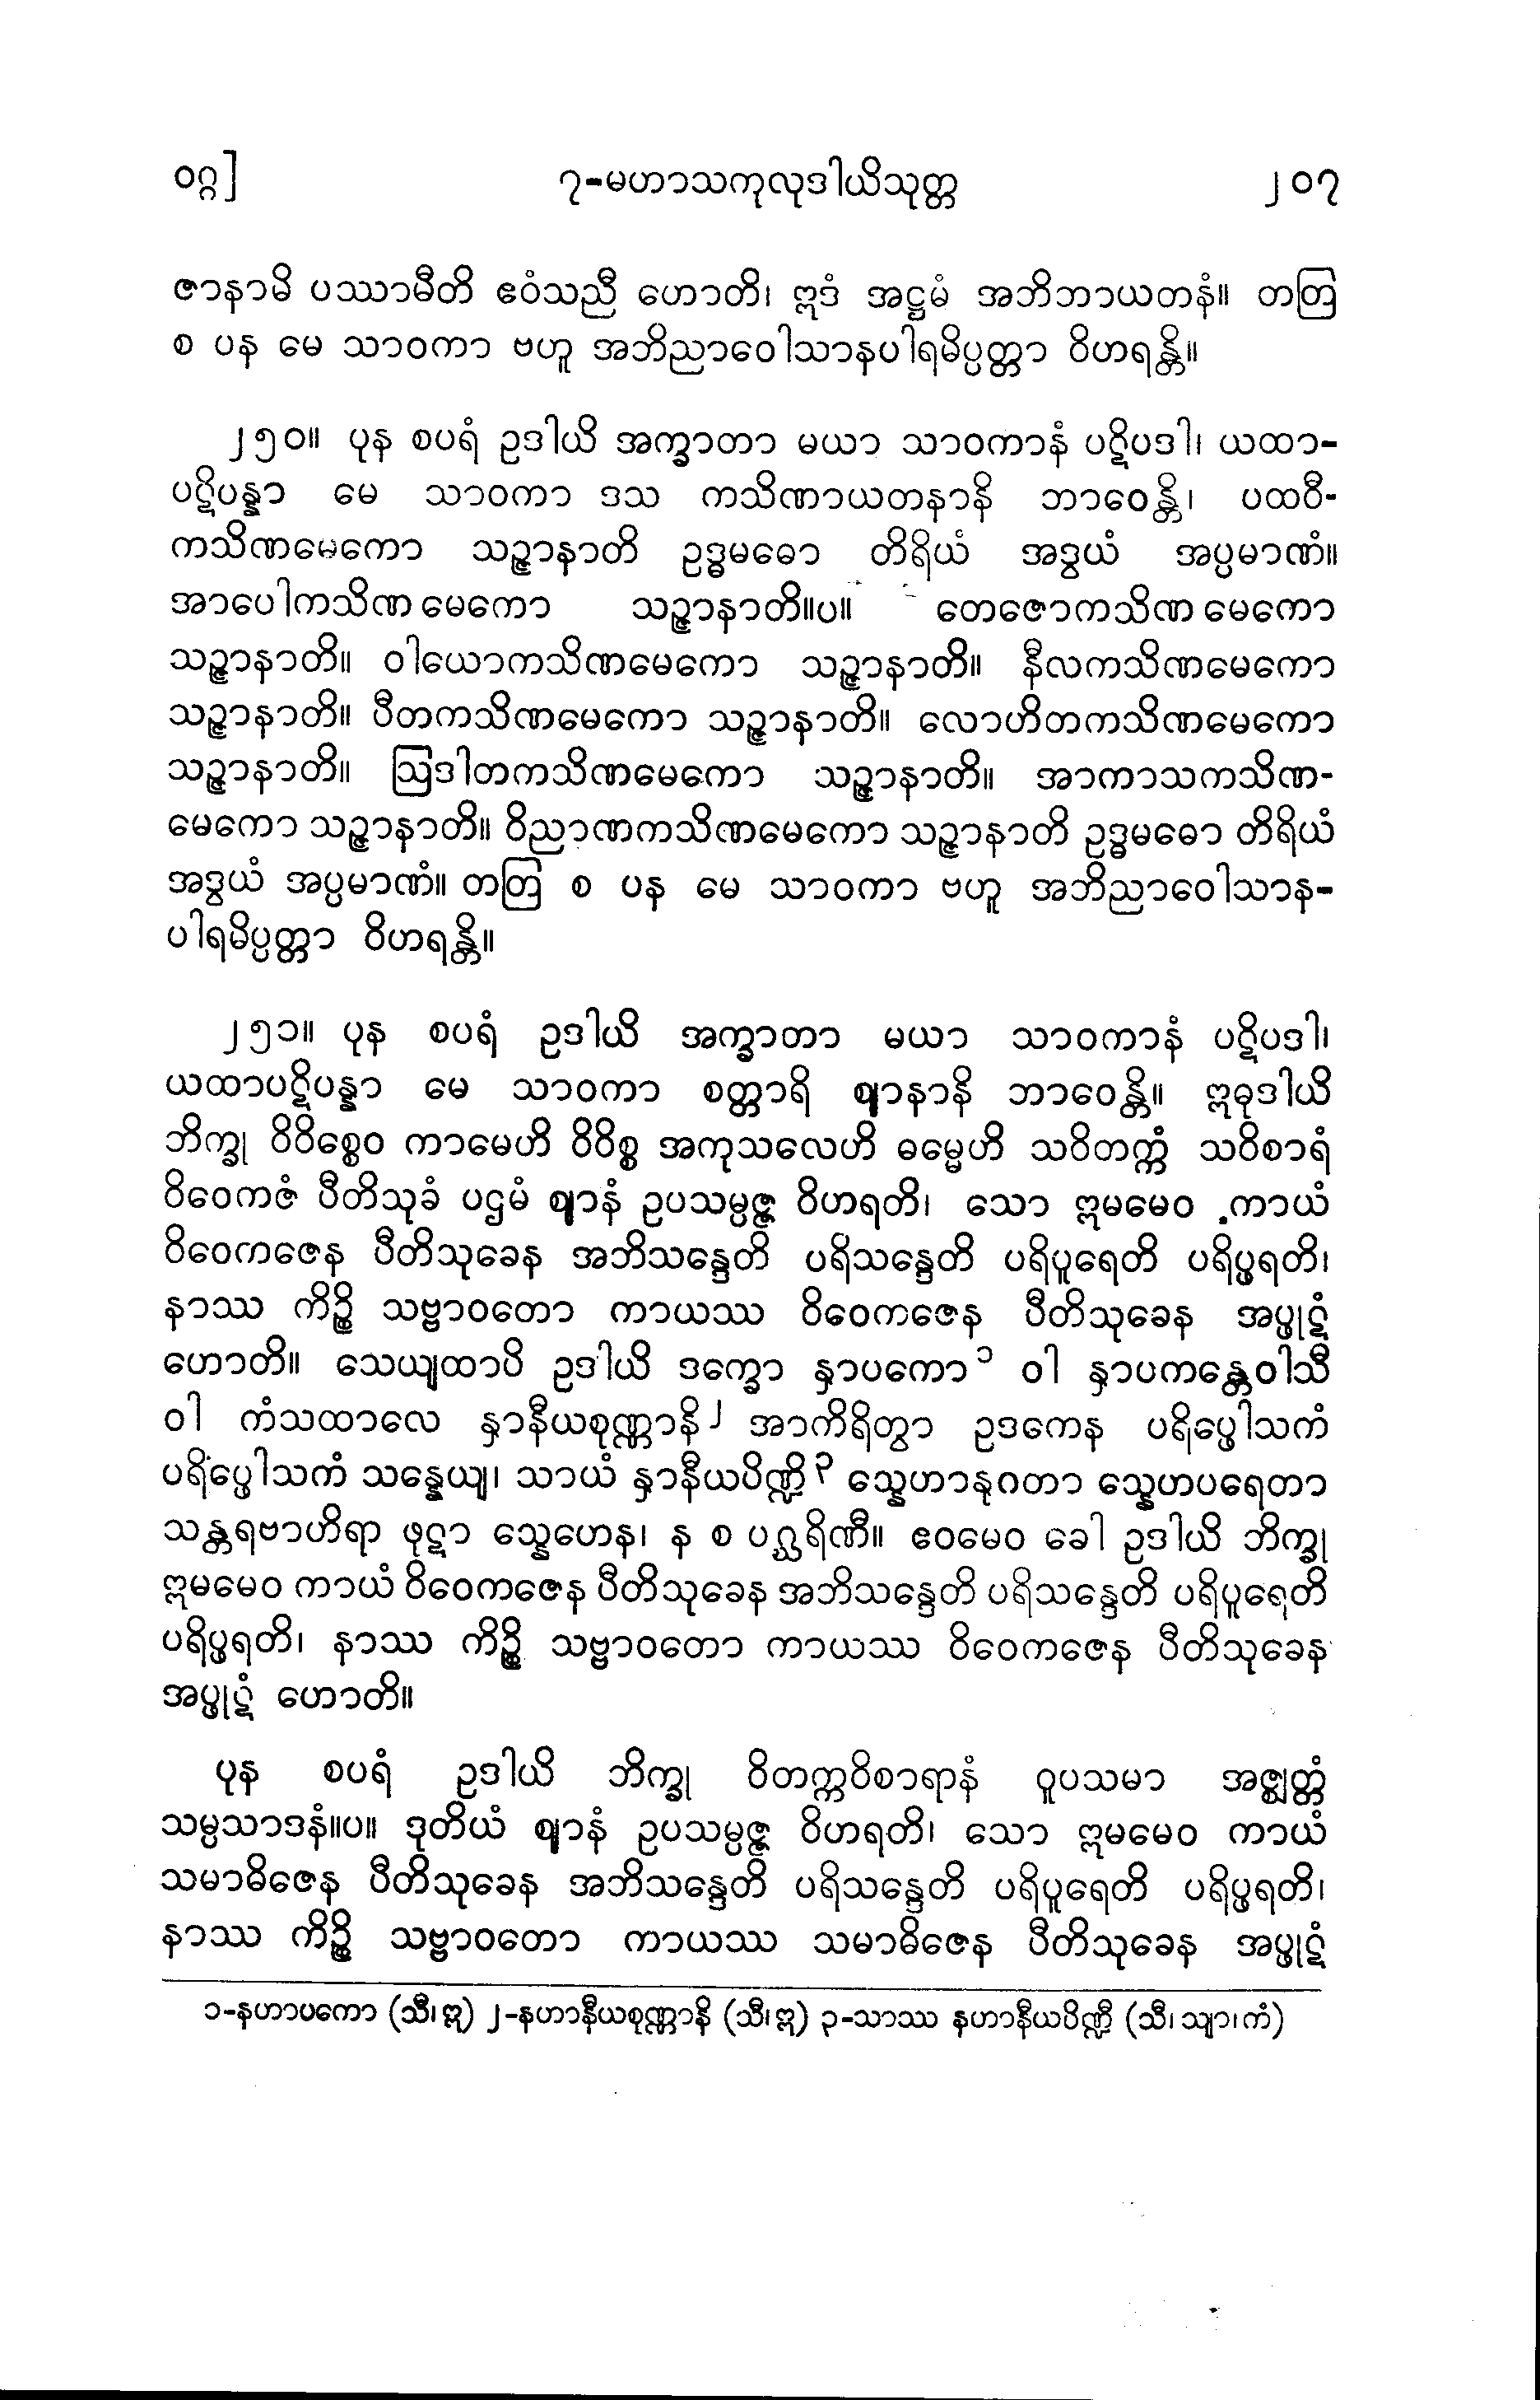 ဝဂ္ဂ]
၇-မဟာသကုလုဒါယိသုတ္တ
၂၀၇
ဇာနာမိ ပဿာမီတိ ဧဝံသညီ ဟောတိ၊ ဣဒံ အဋ္ဌမံ အဘိဘာယတနံ။ တတြ
စ ပန မေ သာဝကာ ဗဟူ အဘိညာဝေါသာနပါရမိပ္ပတ္တာ ဝိဟရန္တိ။
၂၅၀။ ပုန စပရံ ဥဒါယိ အက္ခာတာ မယာ သာဝကာနံ ပဋိပဒါ၊ ယထာ-
ပဋိပန္နာ မေ သာဝကာ ဒသ ကသိဏာယတနာနိ ဘာဝေန္တိ၊ ပထဝီ-
ကသိဏမေကော သဉ္ဇာနာတိ ဥဒ္ဓမဓော တိရိယံ အဒွယံ အပ္ပမာဏံ။
အာပေါကသိဏမေကော သဉ္ဇာနာတိ။ပ။ တေဇောကသိဏမေကော
သဉ္ဇာနာတိ။ ဝါယောကသိဏမေကော သဉ္ဇာနာတိ။ နီလကသိဏမေကော
သဉ္ဇာနာတိ။ ပီတကသိဏမေကော သဉ္ဇာနာတိ။ လောဟိတကသိဏမေကော
သဉ္ဇာနာတိ။ ဩဒါတကသိဏမေကော သဉ္ဇာနာတိ။ အာကာသကသိဏ-
မေကော သဉ္ဇာနာတိ။ ဝိညာဏကသိဏမေကော သဉ္ဇာနာတိ ဥဒ္ဓမဓော တိရိယံ
အဒွယံ အပ္ပမာဏံ။ တတြ စ ပန မေ သာဝကာ ဗဟူ အဘိညာဝေါသာန-
ပါရမိပ္ပတ္တာ ဝိဟရန္တိ။
၂၅၁။ ပုန စပရံ ဥဒါယိ အက္ခာတာ မယာ သာဝကာနံ ပဋိပဒါ၊
ယထာပဋိပန္နာ မေ သာဝကာ စတ္တာရိ ဈာနာနိ ဘာဝေန္တိ။ ဣဓုဒါယိ
ဘိက္ခု ဝိဝိစ္စေဝ ကာမေဟိ ဝိဝိစ္စ အကုသလေဟိ ဓမ္မေဟိ သဝိတက္ကံ သဝိစာရံ
ဝိဝေကဇံ ပီတိသုခံ ပဌမံ ဈာနံ ဥပသမ္ပဇ္ဇ ဝိဟရတိ၊ သော ဣမမေဝ ကာယံ
ဝိဝေကဇေန ပီတိသုခေန အဘိသန္ဒေတိ ပရိသန္ဒေတိ ပရိပူရေတိ ပရိပ္ဖရတိ၊
နာဿ ကိဉ္စိ သဗ္ဗာဝတော ကာယဿ ဝိဝေကဇေန ပီတိသုခေန အပ္ဖုဋံ
ဟောတိ။ သေယျထာပိ ဥဒါယိ ဒက္ခော နှာပကော၁ ဝါ နှာပကန္တေဝါသီ
ဝါ ကံသထာလေ နှာနီယစုဏ္ဏာနိ၂ အာကိရိတွာ ဥဒကေန ပရိပ္ဖေါသကံ
ပရိပ္ဖေါသကံ သန္နေယျ၊ သာယံ နှာနီယပိဏ္ဍိ၃ သ္နေဟာနုဂတာ သ္နေဟပရေတာ
သန္တရဗာဟိရာ ဖုဋာ သ္နေဟေန၊ န စ ပဂ္ဃရိဏီ။ ဧဝမေဝ ခေါ ဥဒါယိ ဘိက္ခု
ဣမမေဝ ကာယံ ဝိဝေကဇေန ပီတိသုခေန အဘိသန္ဒေတိ ပရိသန္ဒေတိ ပရိပူရေတိ
ပရိပ္ဖရတိ၊ နာဿ ကိဉ္စိ သဗ္ဗာဝတော ကာယဿ ဝိဝေကဇေန ပီတိသုခေန
အပ္ဖုဋံ ဟောတိ။
ပုန စပရံ ဥဒါယိ ဘိက္ခု ဝိတက္ကဝိစာရာနံ ဝူပသမာ အဇ္ဈတ္တံ
သမ္ပသာဒနံ။ပ။ ဒုတိယံ ဈာနံ ဥပသမ္ပဇ္ဇ ဝိဟရတိ၊ သော ဣမမေဝ ကာယံ
သမာဓိဇေန ပီတိသုခေန အဘိသန္ဒေတိ ပရိသန္ဒေတိ ပရိပူရေတိ ပရိပ္ဖရတိ၊
နာဿ ကိဉ္စိ သဗ္ဗာဝတော ကာယဿ သမာဓိဇေန ပီတိသုခေန အပ္ဖုဋံ
၁-နဟာပကော (သီ၊ဣ) ၂-နဟာနီယစုဏ္ဏာနိ (သီ၊ဣ) ၃-သာဿ နဟာနီယပိဏ္ဍီ (သီ၊သျာ၊ကံ)